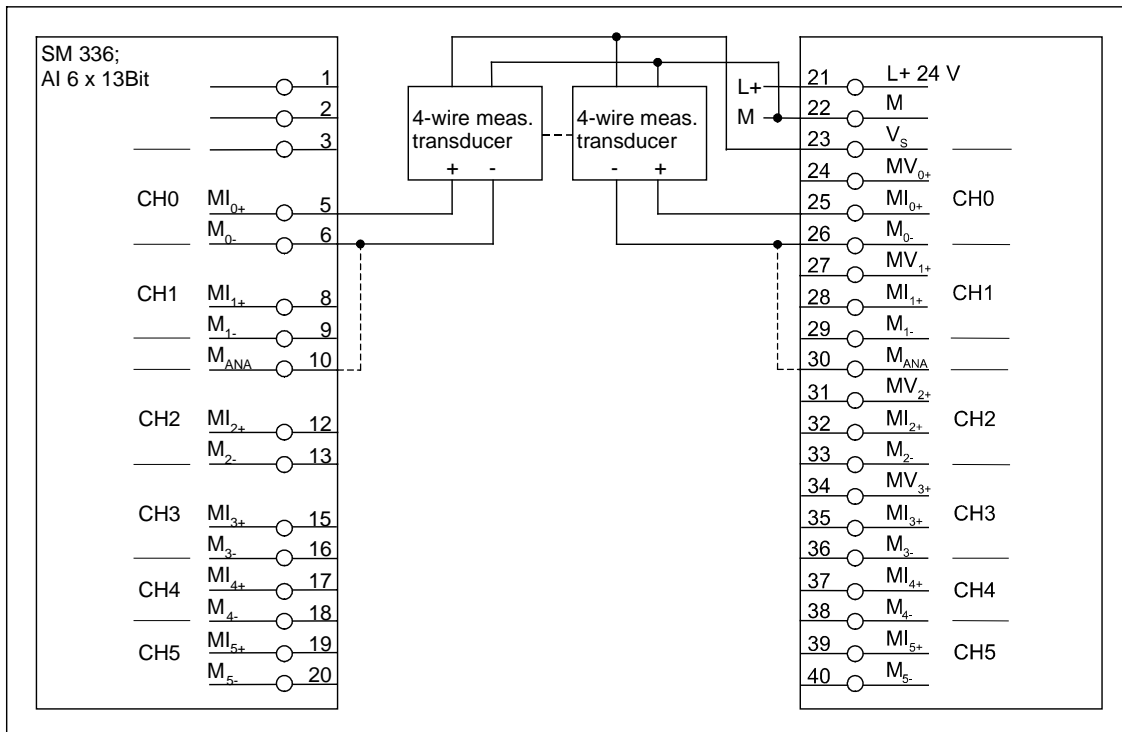 SM 336;
AI 6 x 13Bit
1
2
3
CH0
MI0+ 5
M0- 6
CH1
MI1+ 8
M1- 9
MANA 10
CH2
MI2+ 12
M2- 13
CH3
MI3+ 15
M3- 16
CH4
MI4+ 17
M4- 18
CH5
MI5+ 19
M5- 20
4-wire meas.
transducer
+ -
4-wire meas.
transducer
- +
L+
M
21 L+ 24 V
22 M
23 VS
24 MV0+
25 MI0+
CH0
26 M0-
27 MV1+
28 MI1+
CH1
29 M1-
30 MANA
31 MV2+
32 MI2+
CH2
33 M2-
34 MV3+
35 MI3+
CH3
36 M3-
37 MI4+
CH4
38 M4-
39 MI5+
CH5
40 M5-